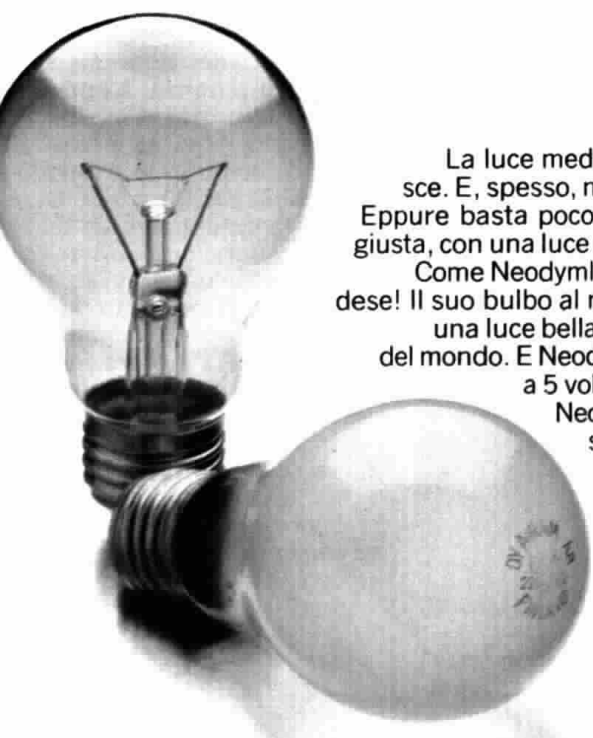 La luce med
sce. E, spesso, n
Eppure basta poco
giusta, con una luce
Come Neodyml
dese! Il suo bulbo al n
una luce bella
del mondo. E Neod
a 5 vol
Neo
s